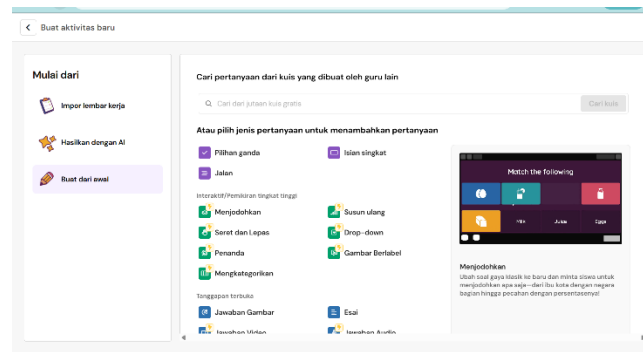 Buat aktivitas baru
Mulai dari
Impor lembar kerja
Hasilkan dengan AI
Buat dari awal
Cari pertanyaan dari kuis yang dibuat oleh guru lain
Cari dari jutaan kuis gratis
Cari kuis
Atau pilih jenis pertanyaan untuk menambahkan pertanyaan
Pilihan ganda
Isian singkat
Jalan
Interaktif/Pemikiran tingkat tinggi
Menjodohkan
Susun ulang
Seret dan Lepas
Drop-down
Penanda
Gambar Berlabel
Mengkategorikan
Tanggapan terbuka
Jawaban Gambar
Esai
Jawaban Video
Jawaban Audio
Match the following
Milk
Juice
Eggs
Menjodohkan
Ubah soal gaya klasik ke baru dan minta siswa untuk
menjodohkan apa saja—dari ibu kota dengan negara
bagian hingga pecahan dengan persentasenya!